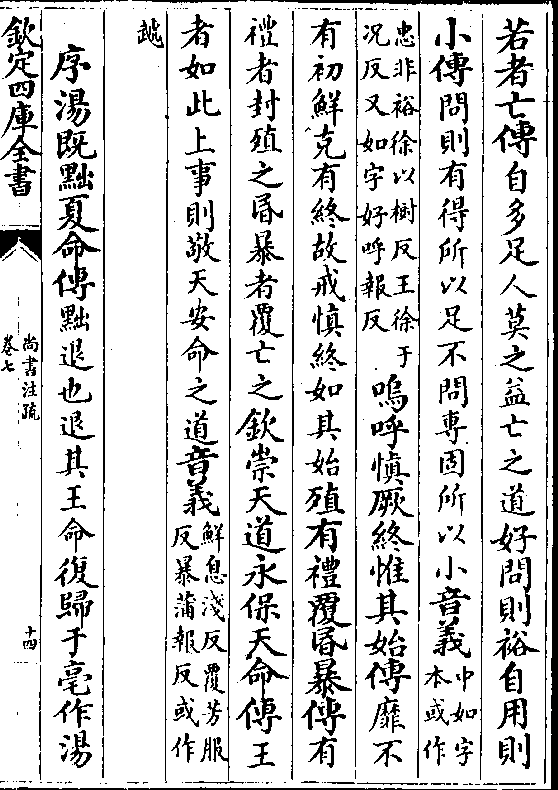 若者亡傳自多足人莫之益亡之道好問則裕自用則
小傳問則有得所以足不問專固所以小音義中如字
本或作
忠非裕徐以樹反王徐于
況反又如字好呼報反
嗚呼慎厥終惟其始傳靡不
有初鮮克有終故戒慎終如其始殖有禮覆昬暴傳有
禮者封殖之昬暴者覆亡之欽崇天道永保天命傳王
者如此上事則敬天安命之道音義鮮息淺反覆芳服
反暴蒲報反或作
虣
序湯既黜夏命傳黜退也退其王命復歸于亳作湯
欽定四庫全書
尚書注疏
卷七
十四